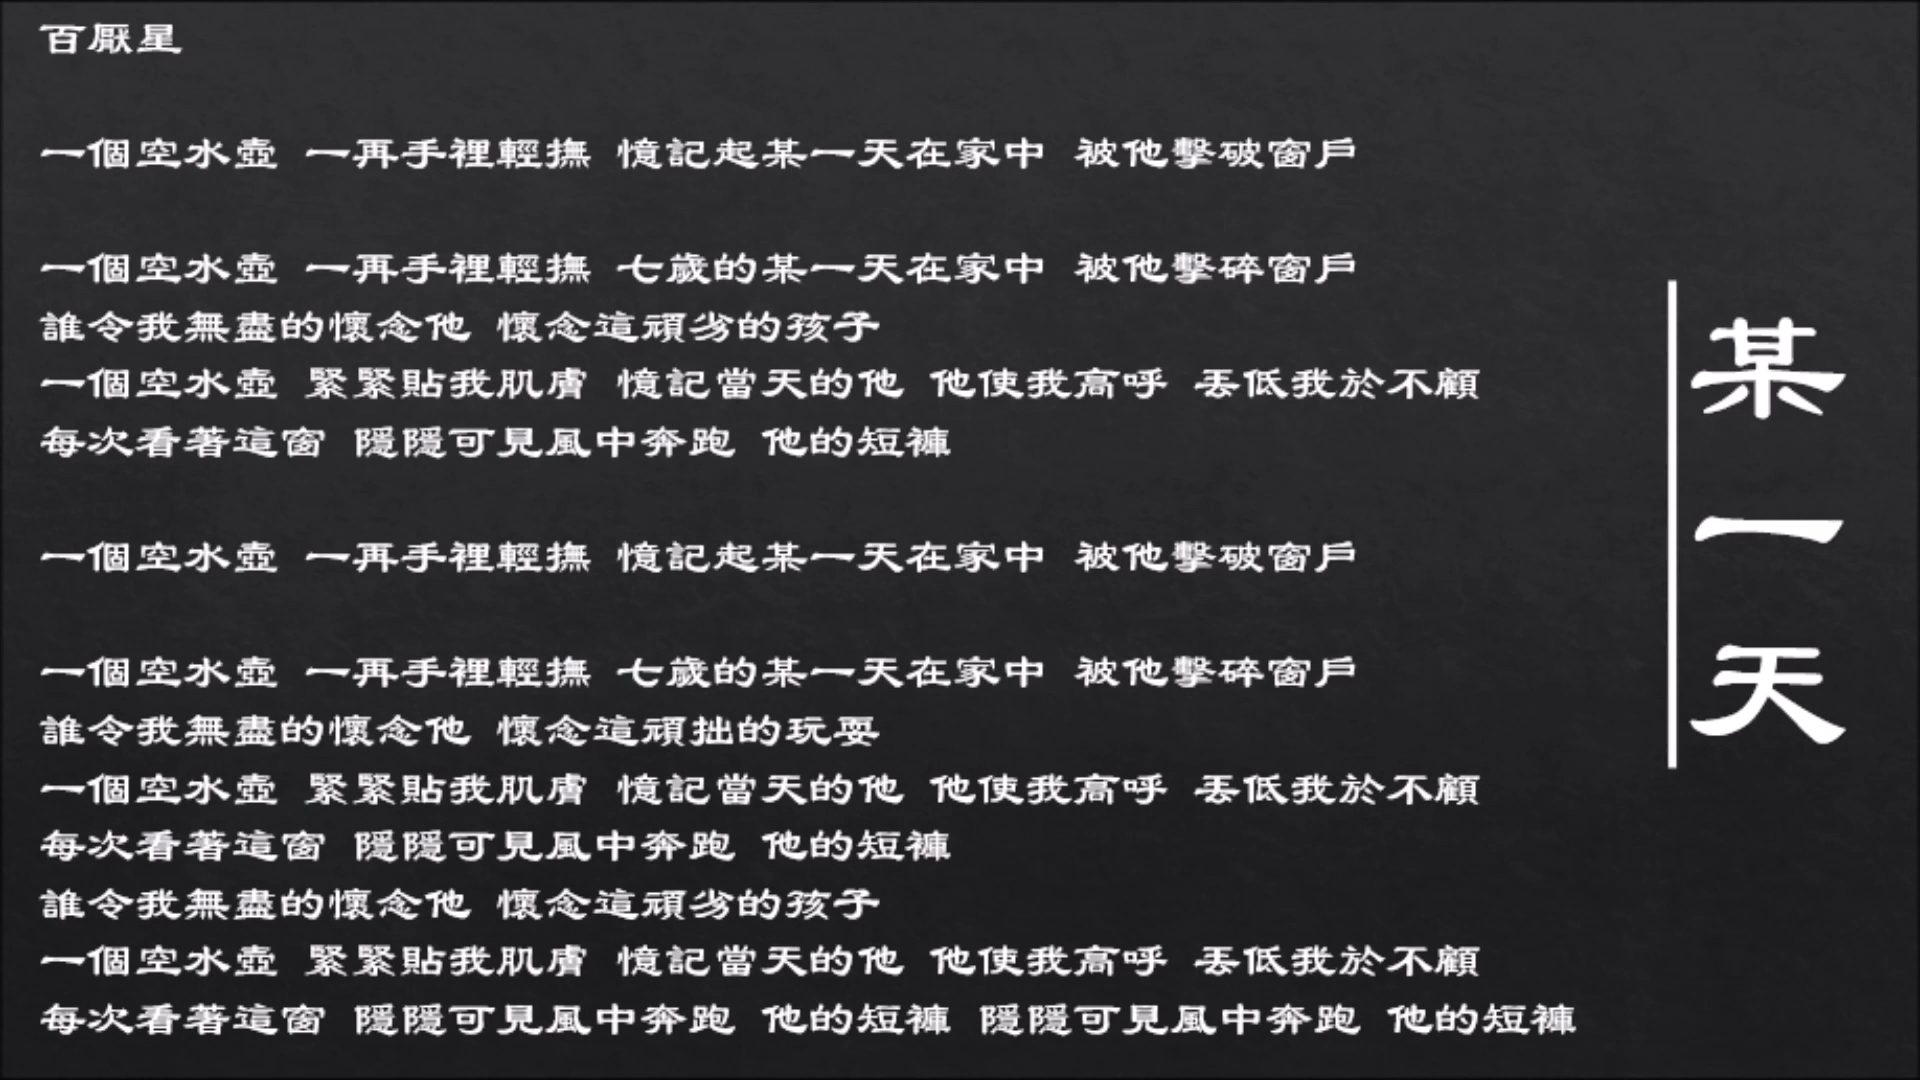 百厭星
一個空水壺 一再手裡輕撫 憶記起某一天在家中 被他擊破窗戶
一個空水壺 一再手裡輕撫 七歲的某一天在家中 被他擊碎窗戶
誰令我無盡的懷念他 懷念這頑劣的孩子
一個空水壺 緊緊貼我肌膚 憶記當天的他 他使我高呼 丟低我於不顧
每次看著這窗 隱隱可見風中奔跑 他的短褲
一個空水壺 一再手裡輕撫 憶記起某一天在家中 被他擊破窗戶
一個空水壺 一再手裡輕撫 七歲的某一天在家中 被他擊碎窗戶
誰令我無盡的懷念他 懷念這頑拙的玩耍
一個空水壺 緊緊貼我肌膚 憶記當天的他 他使我高呼 丟低我於不顧
每次看著這窗 隱隱可見風中奔跑 他的短褲
誰令我無盡的懷念他 懷念這頑劣的孩子
一個空水壺 緊緊貼我肌膚 憶記當天的他 他使我高呼 丟低我於不顧
每次看著這窗 隱隱可見風中奔跑 他的短褲 隱隱可見風中奔跑 他的短褲
某一天